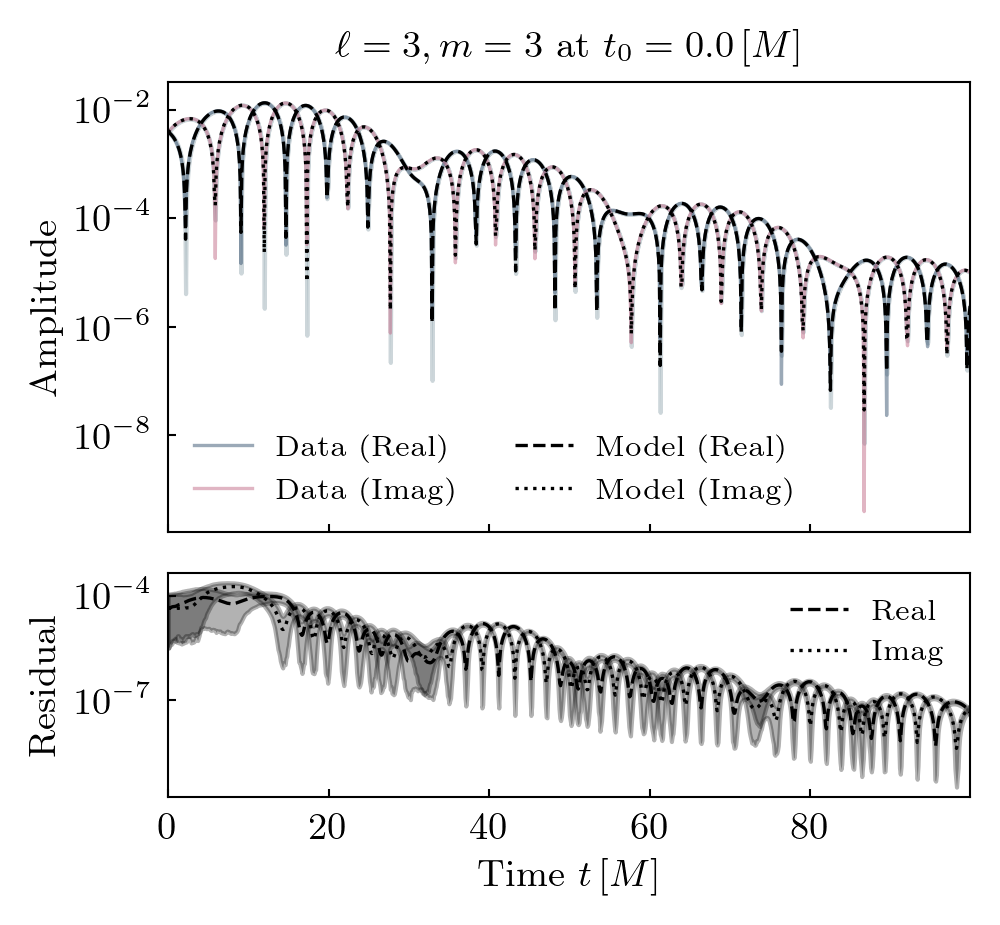 ℓ = 3, m = 3 at t₀ = 0.0 [M]
10⁻²
10⁻⁴
10⁻⁶
10⁻⁸
Amplitude
Data (Real)
Data (Imag)
Model (Real)
Model (Imag)
10⁻⁴
10⁻⁷
Residual
Real
Imag
0 20 40 60 80
Time t [M]